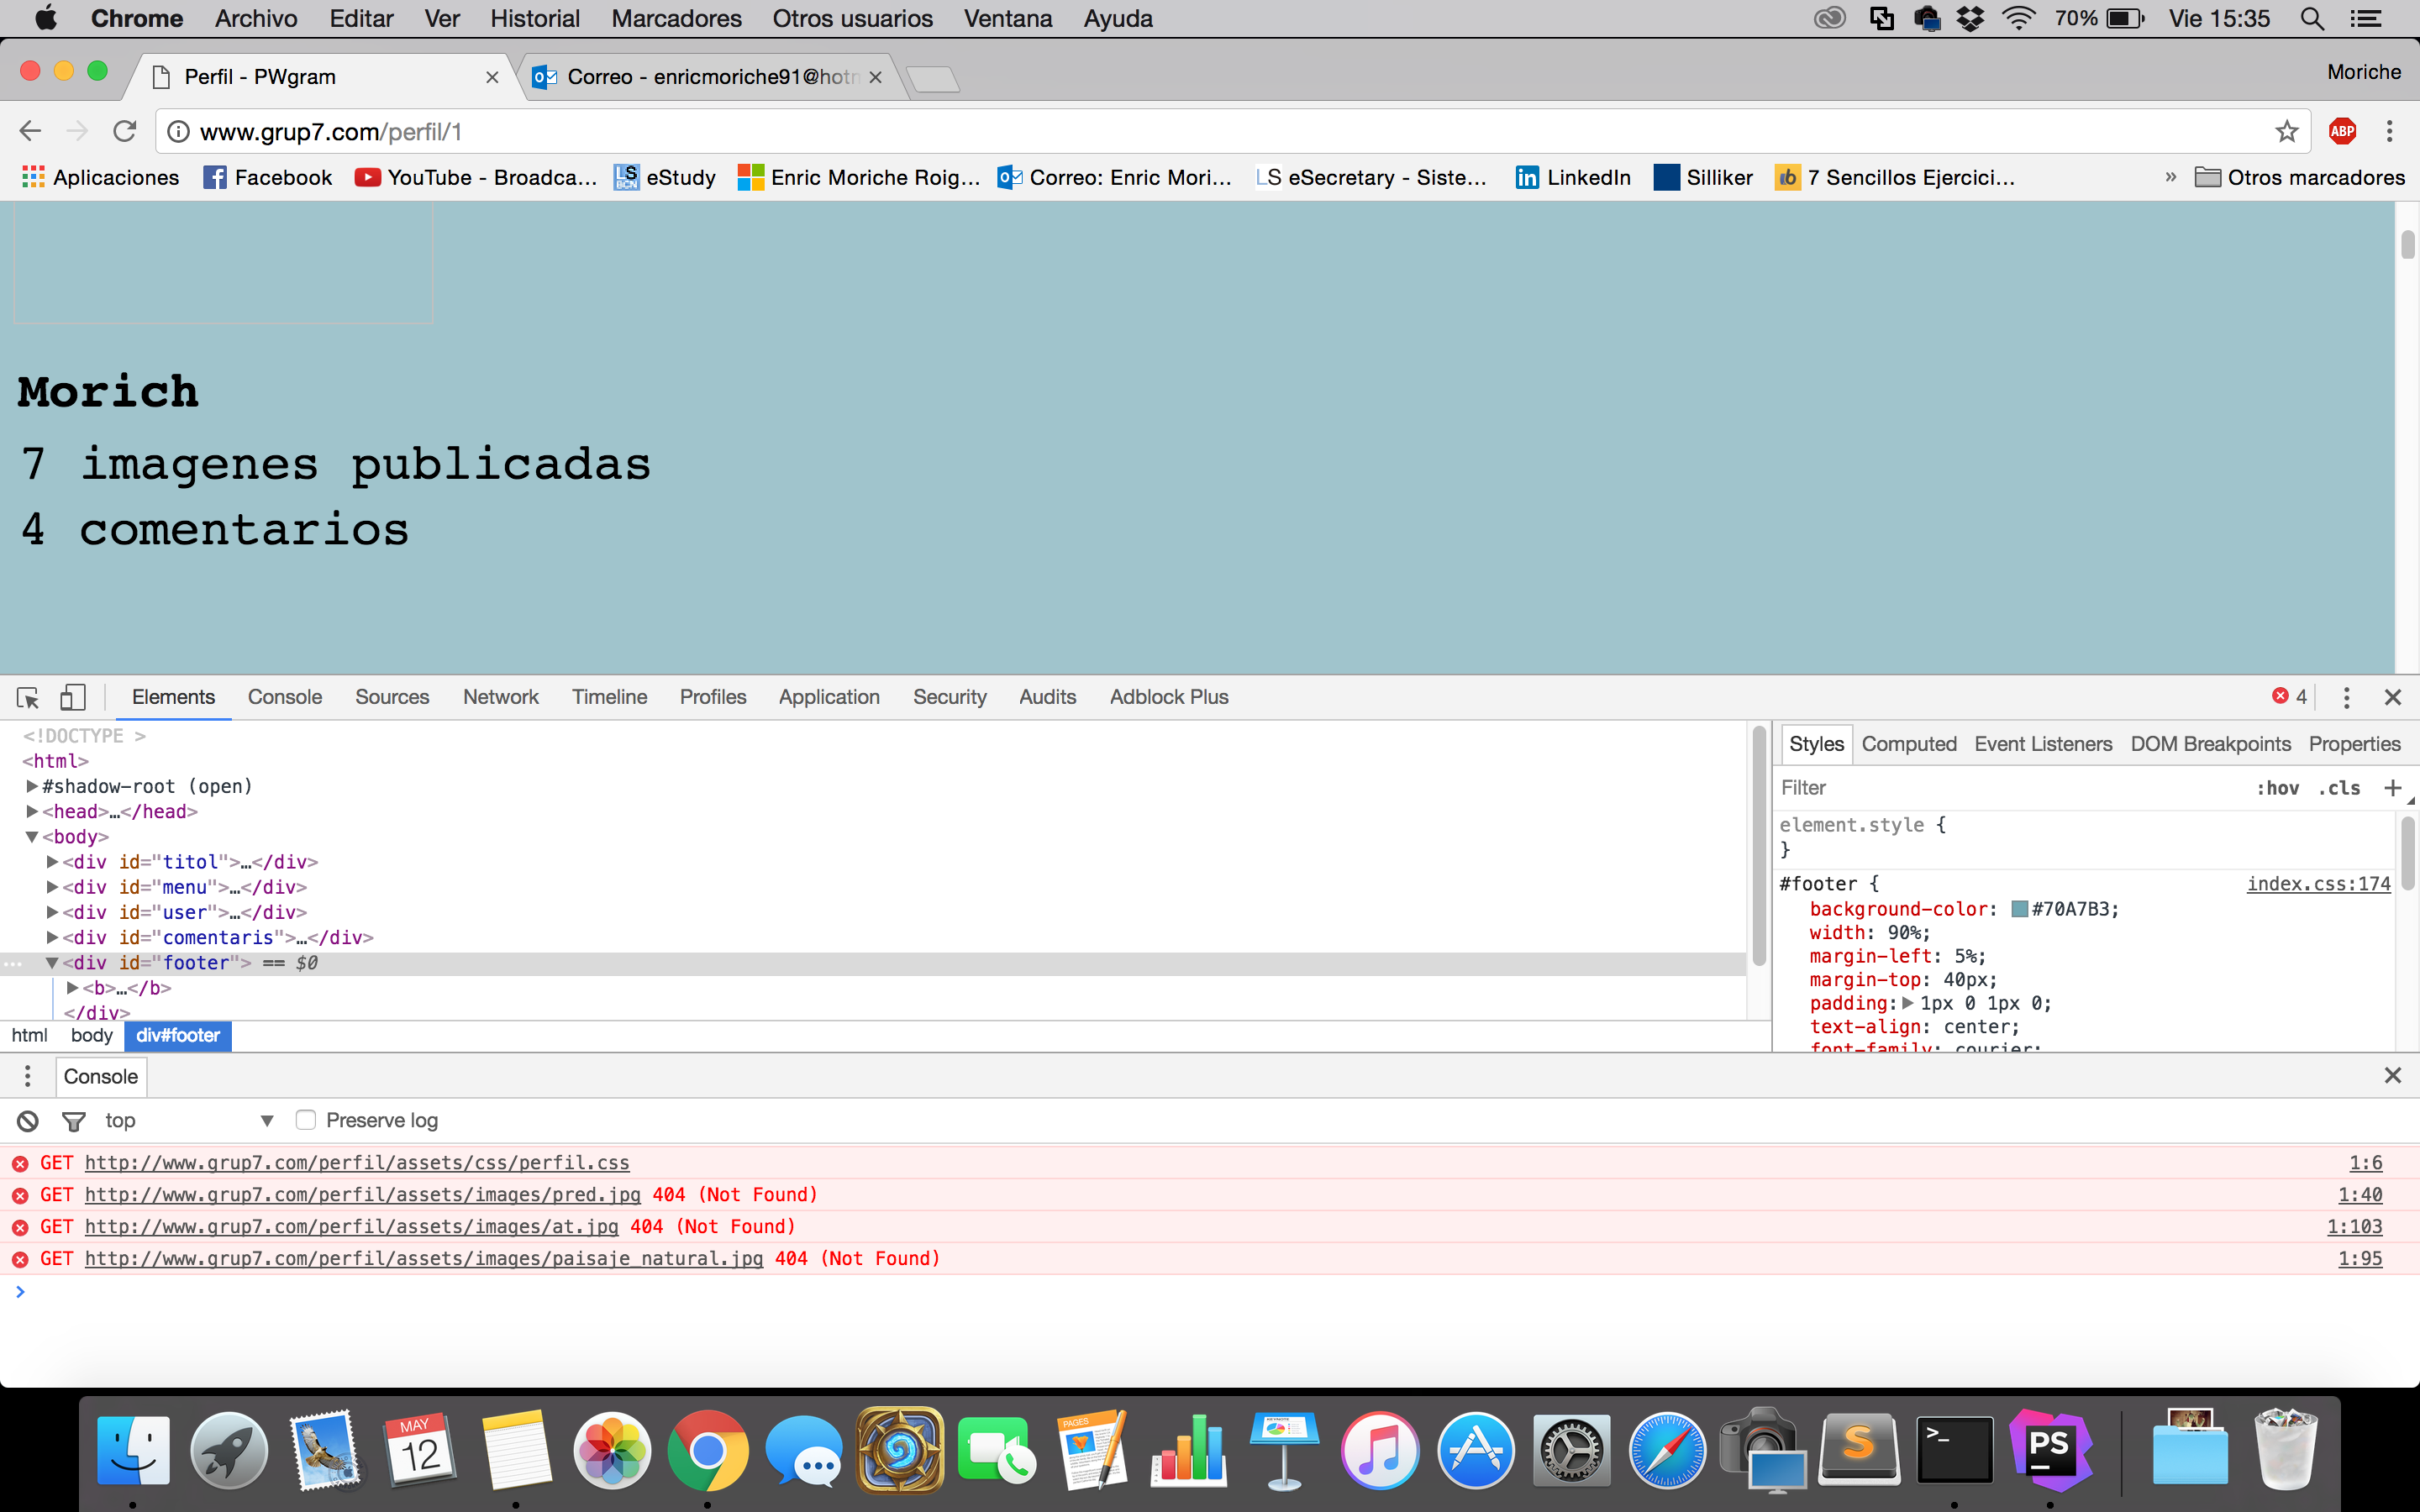 Chrome Archivo Editar Ver Historial Marcadores Otros usuarios Ventana Ayuda 70% Vie 15:35
Perfil - PWgram Correo - enricmoriche91@hotm Moriche
www.grup7.com/perfil/1 ABP
Aplicaciones Facebook YouTube - Broadca... LS BCN eStudy Enric Moriche Roig... Correo: Enric Mori... LS eSecretary - Siste... in LinkedIn Silliker 7 Sencillos Ejercici... » Otros marcadores
Morich
7 imagenes publicadas
4 comentarios
Elements Console Sources Network Timeline Profiles Application Security Audits Adblock Plus 4
<!DOCTYPE >
<html>
#shadow-root (open)
<head>…</head>
<body>
<div id="titol">…</div>
<div id="menu">…</div>
<div id="user">…</div>
<div id="comentaris">…</div>
<div id="footer"> == $0
<b>…</b>
</div>
html body div#footer
Styles Computed Event Listeners DOM Breakpoints Properties
Filter :hov .cls +
element.style {
}
#footer { index.css:174
background-color: #70A7B3;
width: 90%;
margin-left: 5%;
margin-top: 40px;
padding: 1px 0 1px 0;
text-align: center;
font-family: courier;
Console
top Preserve log
GET http://www.grup7.com/perfil/assets/css/perfil.css 1:6
GET http://www.grup7.com/perfil/assets/images/pred.jpg 404 (Not Found) 1:40
GET http://www.grup7.com/perfil/assets/images/at.jpg 404 (Not Found) 1:103
GET http://www.grup7.com/perfil/assets/images/paisaje_natural.jpg 404 (Not Found) 1:95
MAY
12
PAGES
KEYNOTE
S
>_
PS